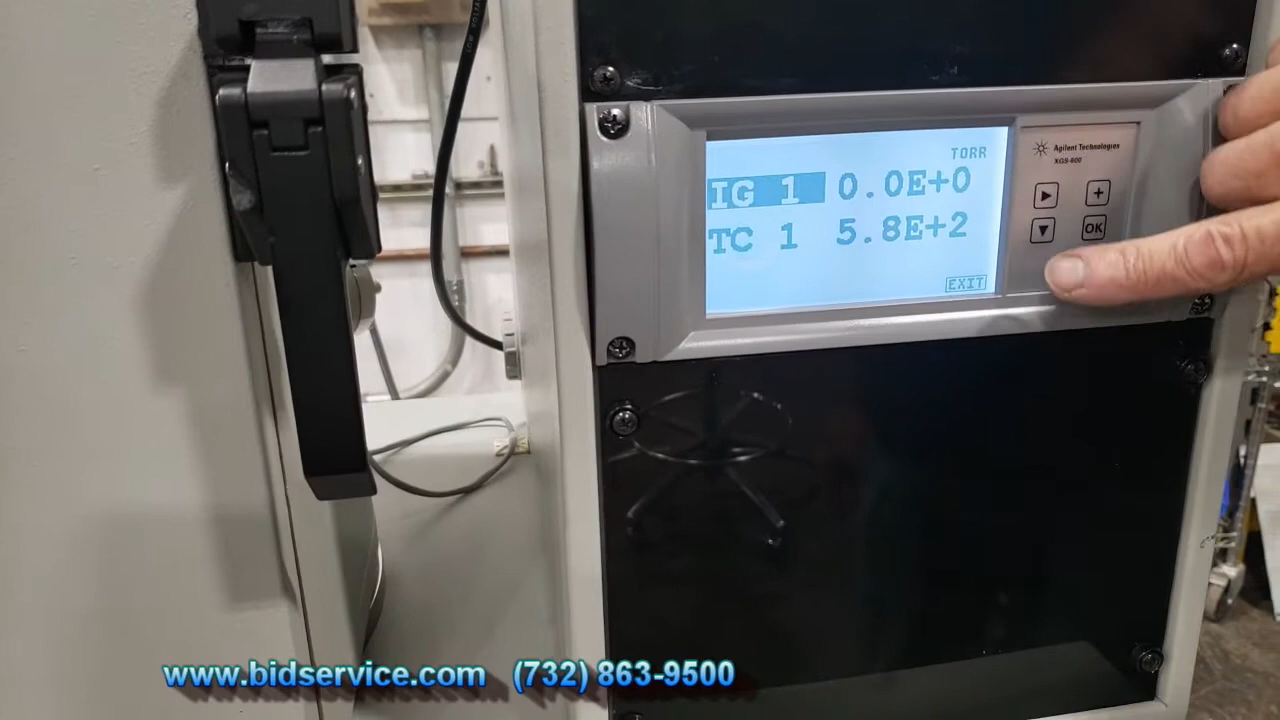 TORR
IG 1 0.0E+0
TC 1 5.8E+2
EXIT
Agilent Technologies
XGS-600
OK
www.bidservice.com (732) 863-9500